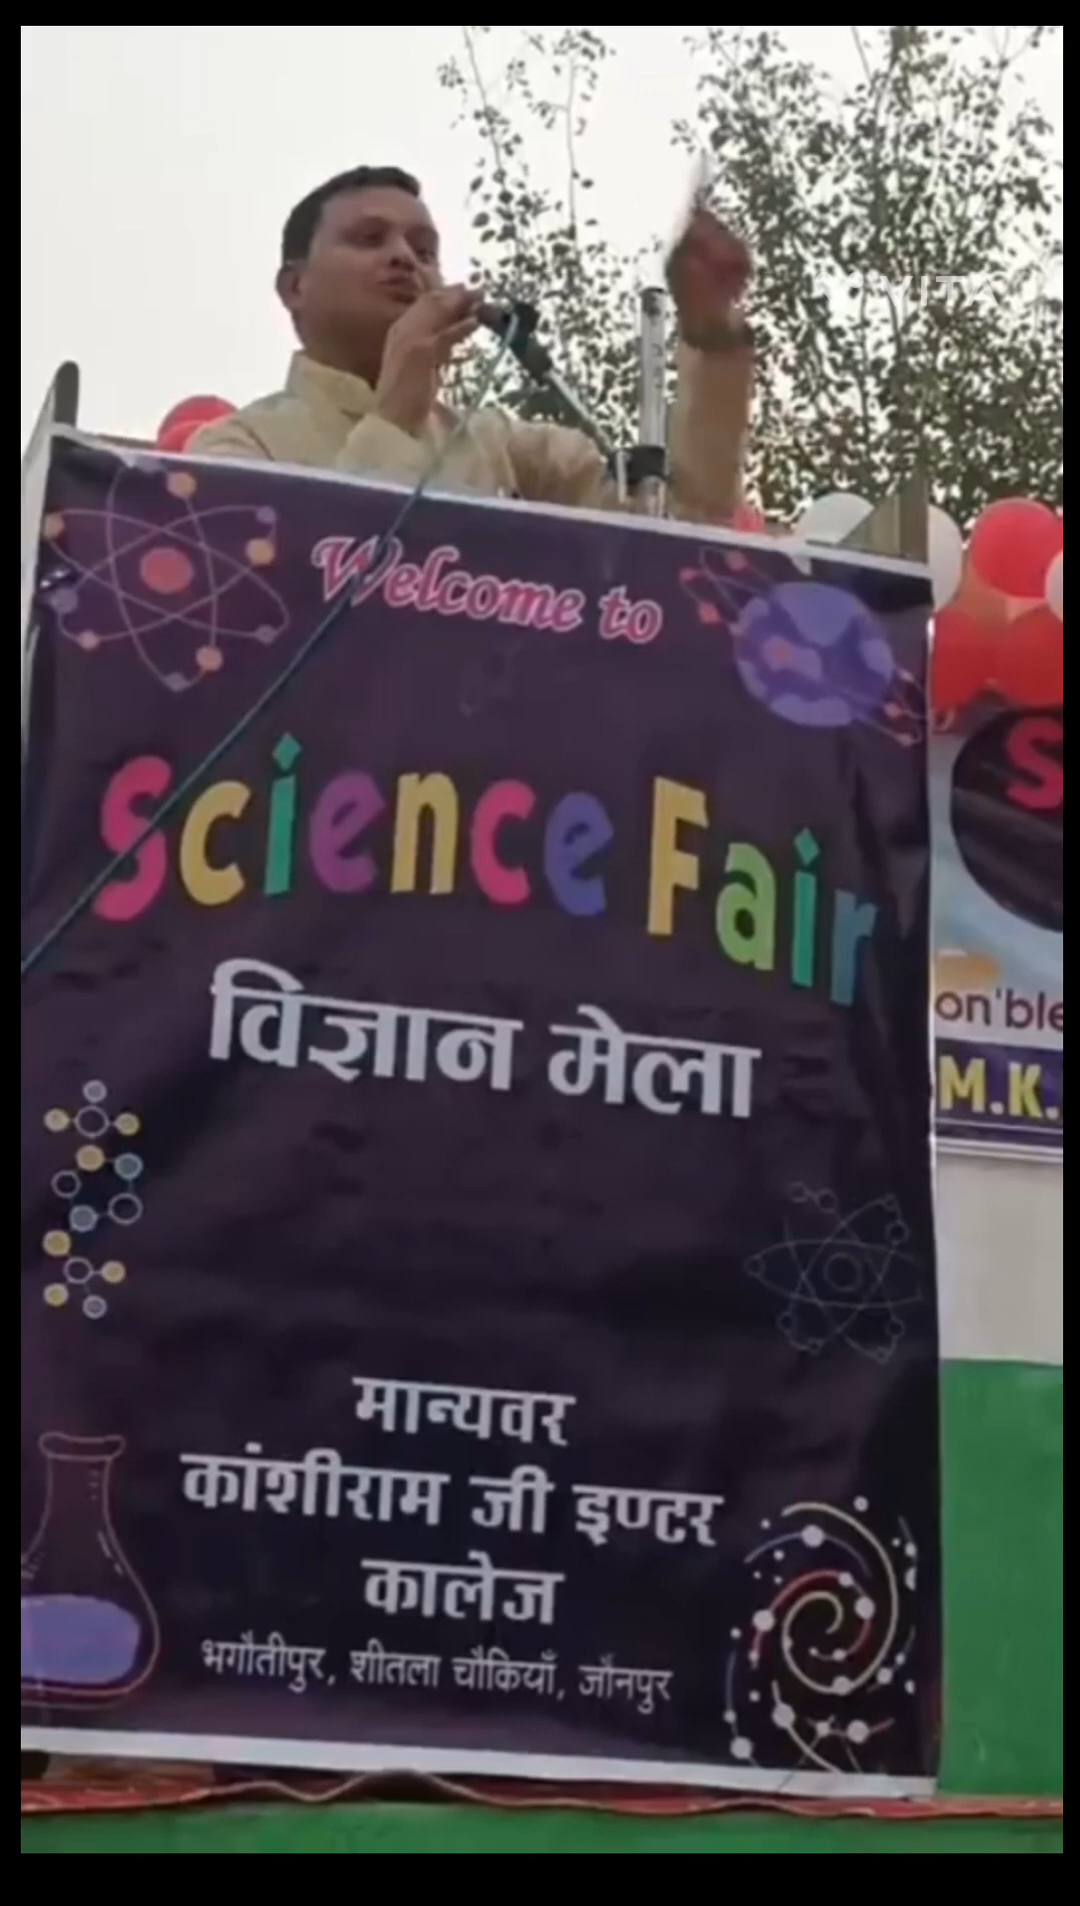 Welcome to
Science Fair
विज्ञान मेला
मान्यवर
कांशीराम जी इण्टर
कालेज
भगौतीपुर, शीतला चौकियाँ, जौनपुर
S
on'ble
M.K.